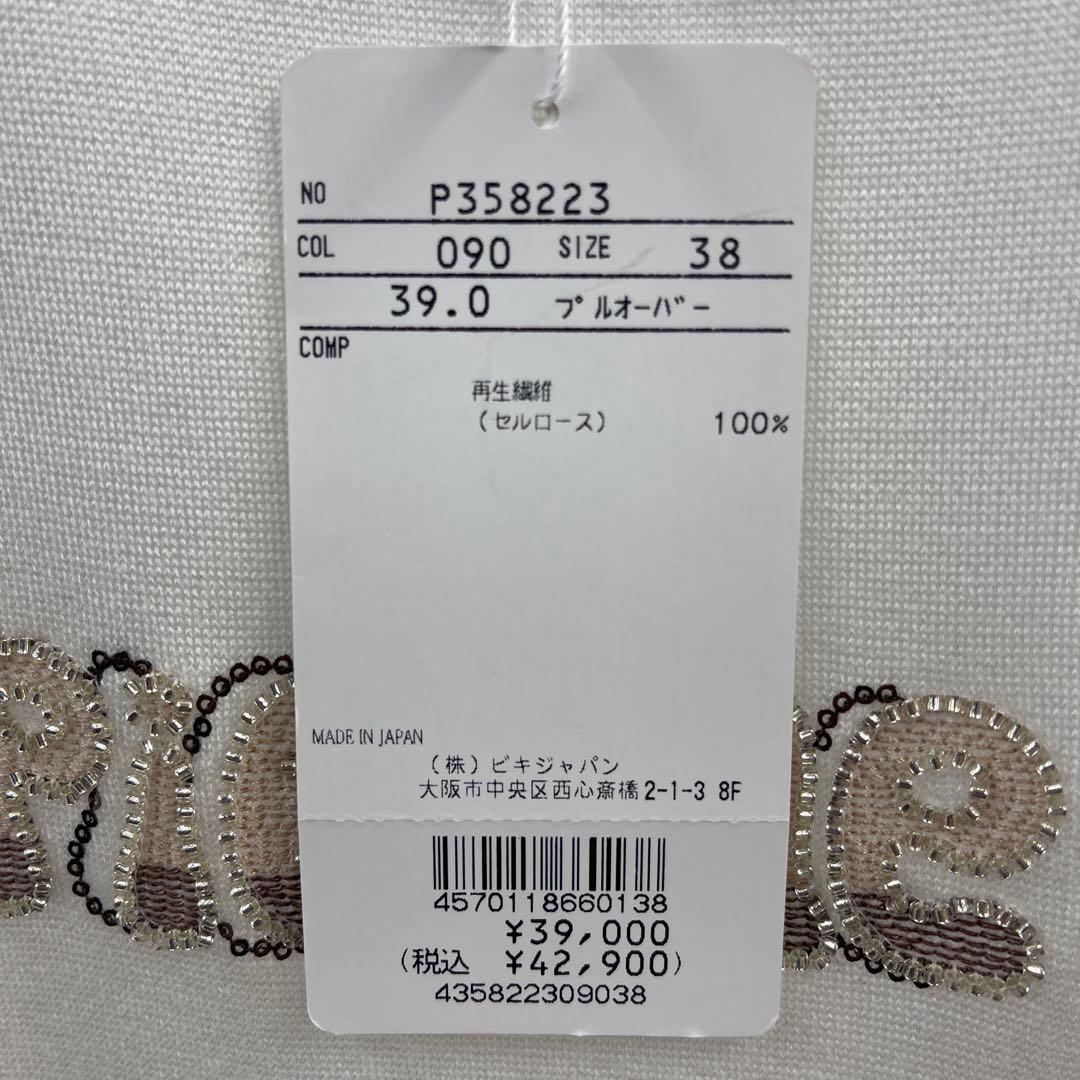 NO P358223
COL 090 SIZE 38
39.0 プルオーバー
COMP
再生繊維
(セルロース) 100%
MADE IN JAPAN
(株)ビキジャパン
大阪市中央区西心斎橋2-1-3 8F
4570118660138
¥39,000
(税込 ¥42,900)
435822309038